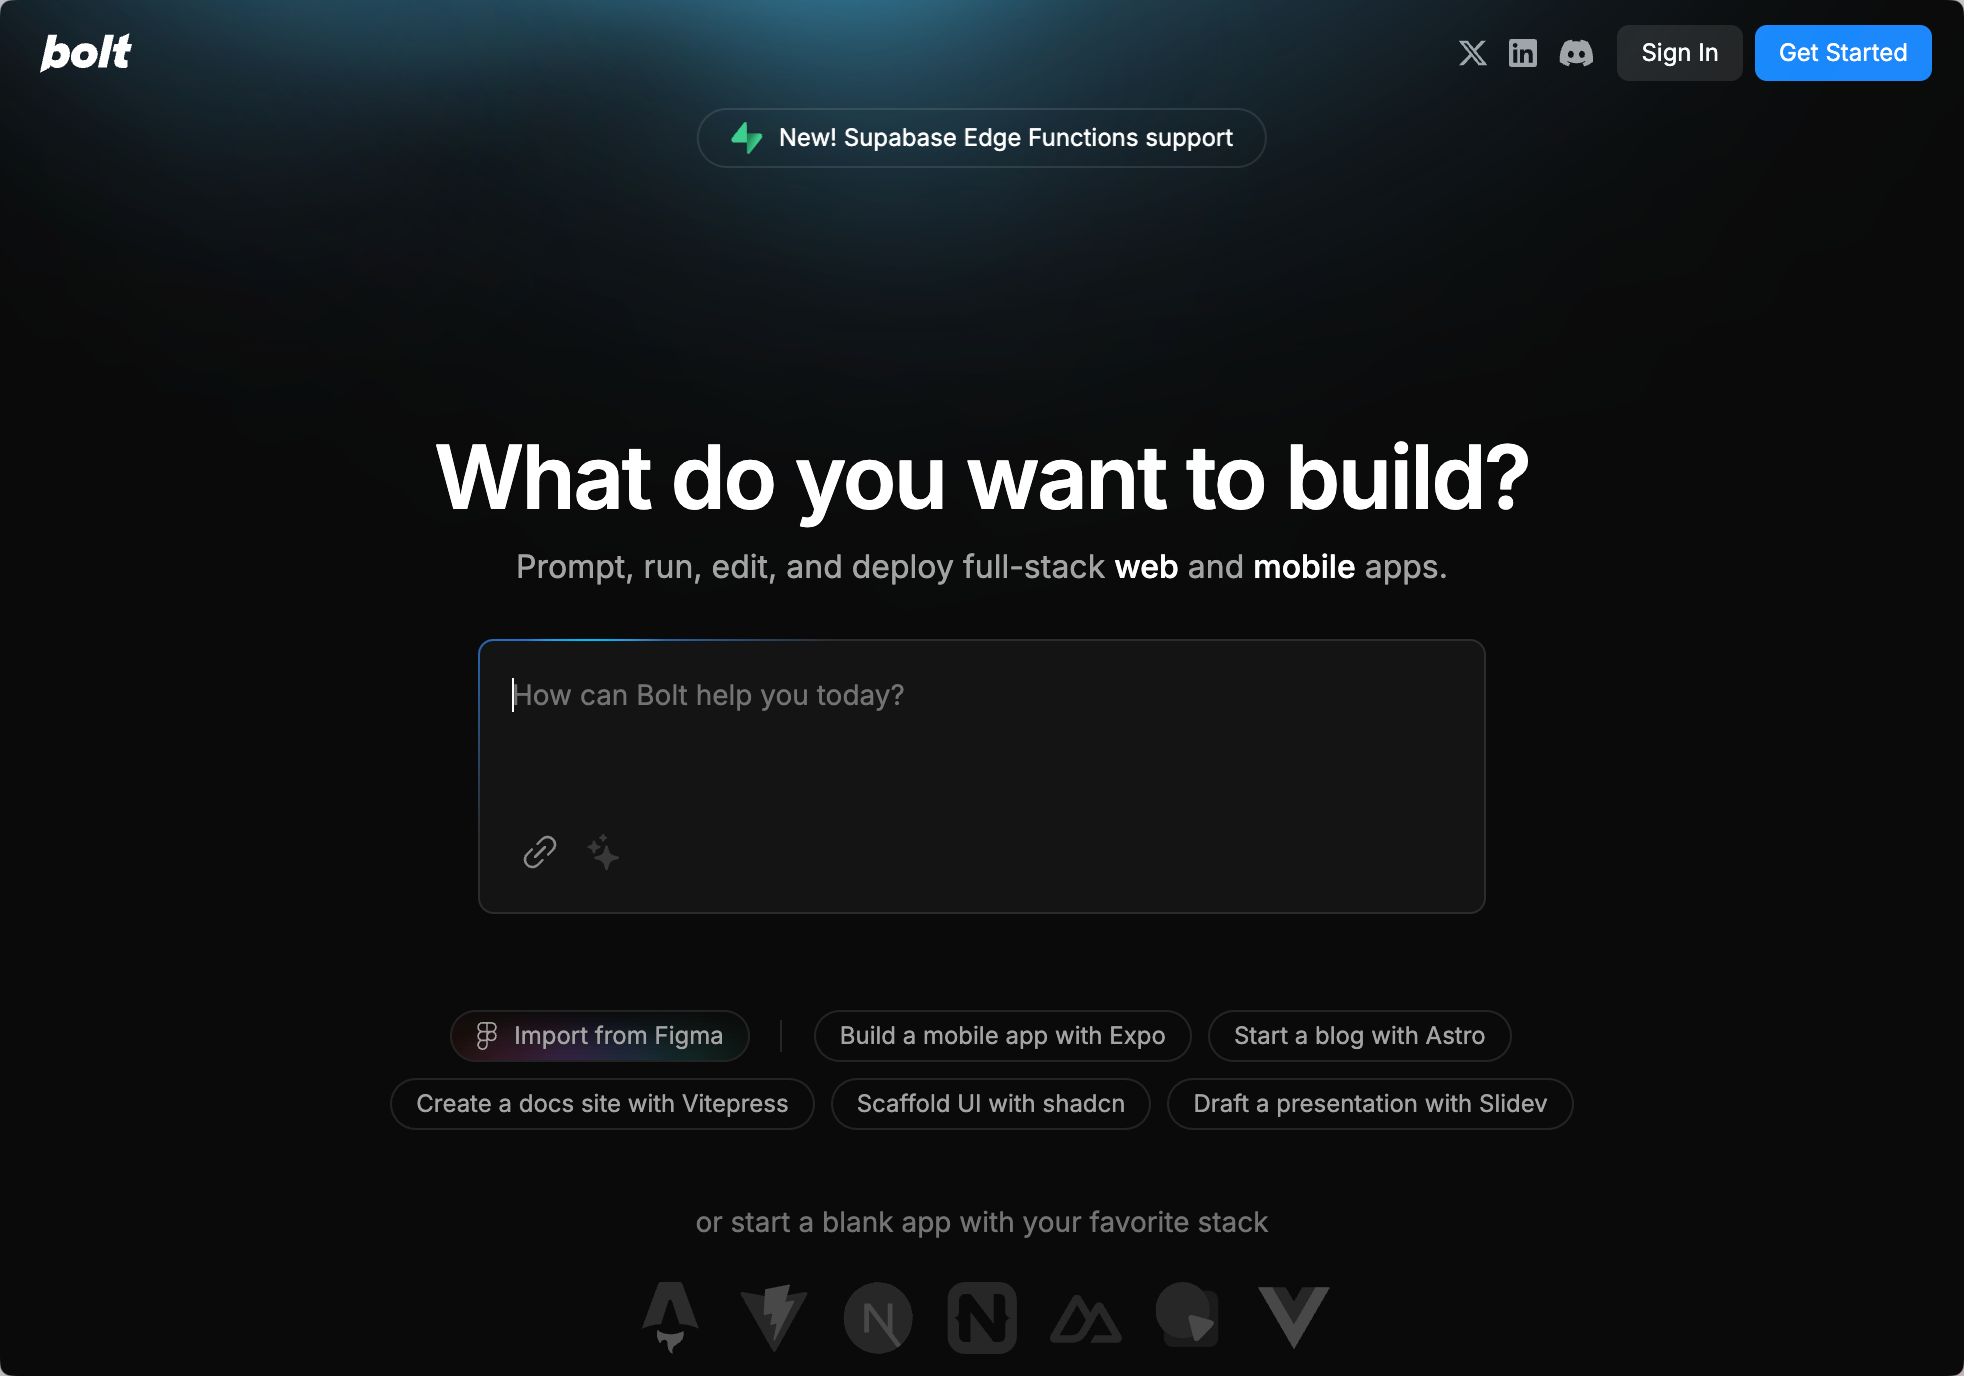 bolt
Sign In
Get Started
New! Supabase Edge Functions support
What do you want to build?
Prompt, run, edit, and deploy full-stack web and mobile apps.
How can Bolt help you today?
Import from Figma
Build a mobile app with Expo
Start a blog with Astro
Create a docs site with Vitepress
Scaffold UI with shadcn
Draft a presentation with Slidev
or start a blank app with your favorite stack